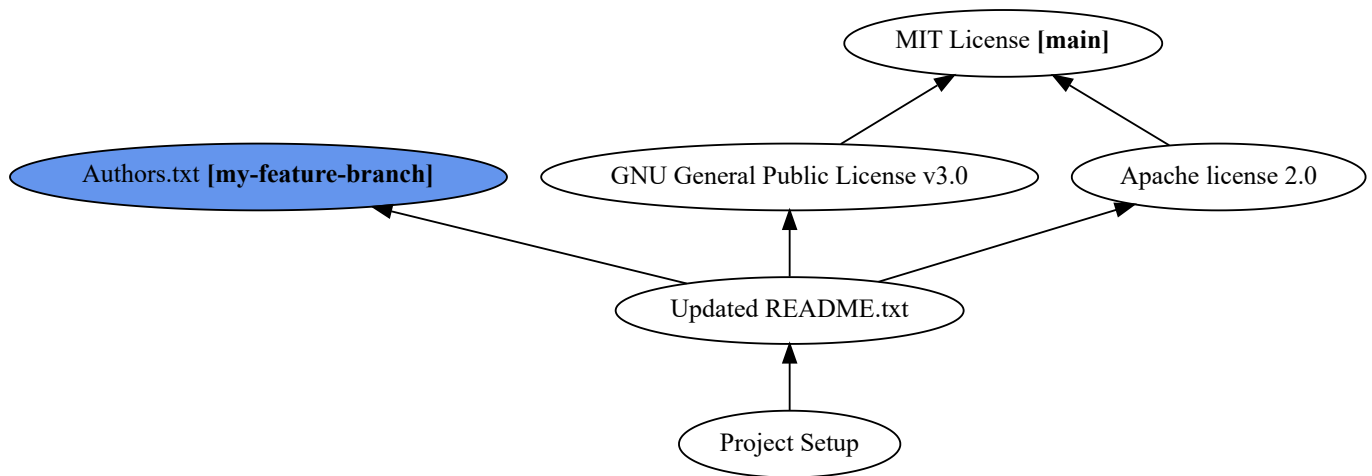 MIT License [main]
Authors.txt [my-feature-branch]
GNU General Public License v3.0
Apache license 2.0
Updated README.txt
Project Setup